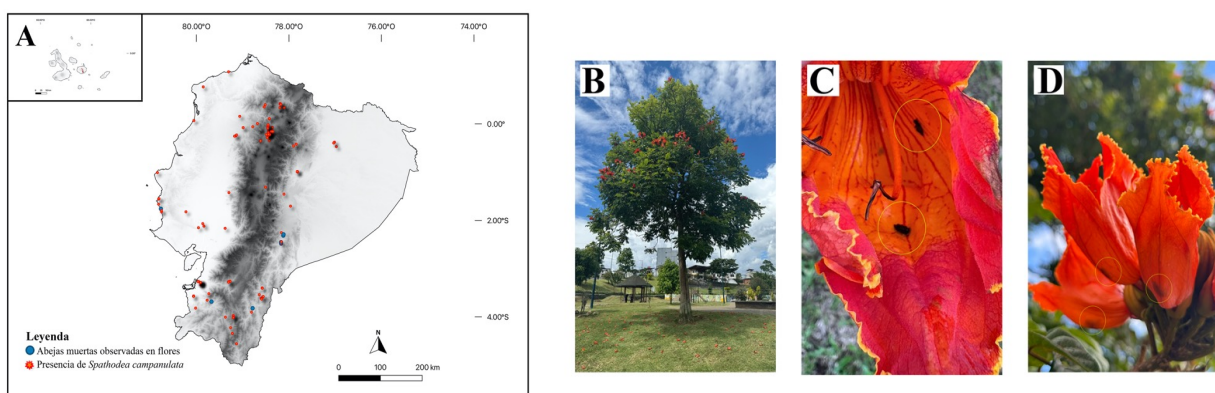 A
80.00°O 78.00°O 76.00°O 74.00°O
0.00°
2.00°S
4.00°S
Leyenda
Abejas muertas observadas en flores
Presencia de Spathodea campanulata
N
0 100 200 km
B
C
D